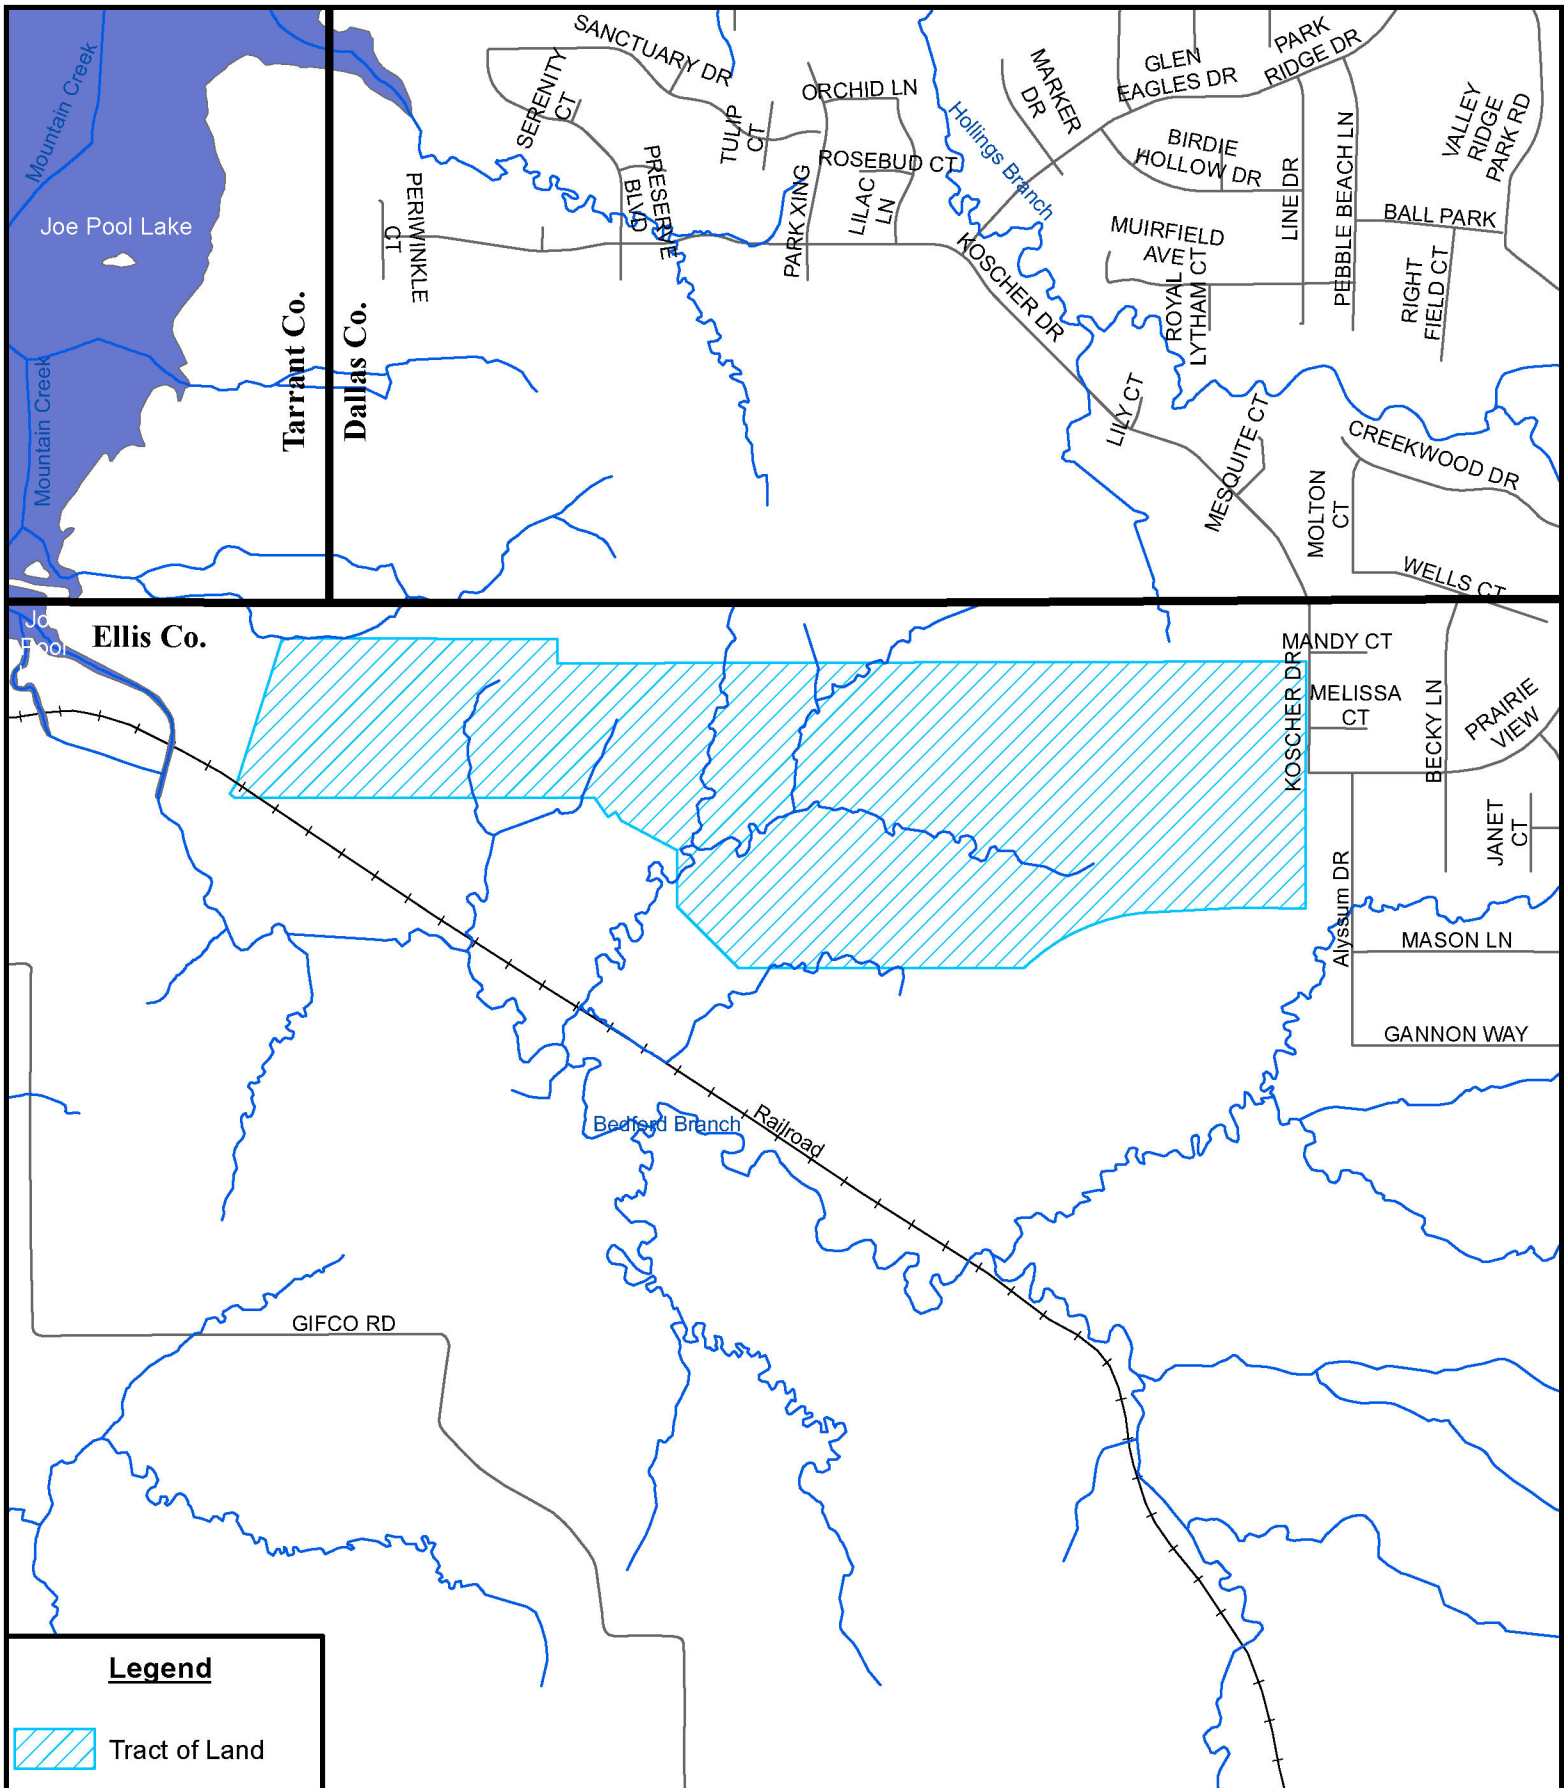 SANCTUARY DR
SERENITY
CT
TULIP
CT
ORCHID LN
ROSEBUD CT
LILAC
LN
PRESERVE
BLVD
PERIWINKLE
CT
PARK XING
Mountain Creek
Joe Pool Lake
Mountain Creek
Tarrant Co.
Dallas Co.
Hollings Branch
MARKER
DR
GLEN
EAGLES DR
PARK
RIDGE DR
BIRDIE
HOLLOW DR
LINE DR
PEBBLE BEACH LN
VALLEY
RIDGE
PARK RD
BALL PARK
RIGHT
FIELD CT
MUIRFIELD
AVE
ROYAL
LYTHAM CT
KOSCHER DR
LILY CT
MESQUITE CT
MOLTON
CT
CREEKWOOD DR
WELLS CT
Jo
Pool
Ellis Co.
MANDY CT
KOSCHER DR
MELISSA
CT
BECKY LN
PRAIRIE
VIEW
JANET
CT
Alyssum DR
MASON LN
GANNON WAY
Bedford Branch
Railroad
GIFCO RD
Legend
Tract of Land